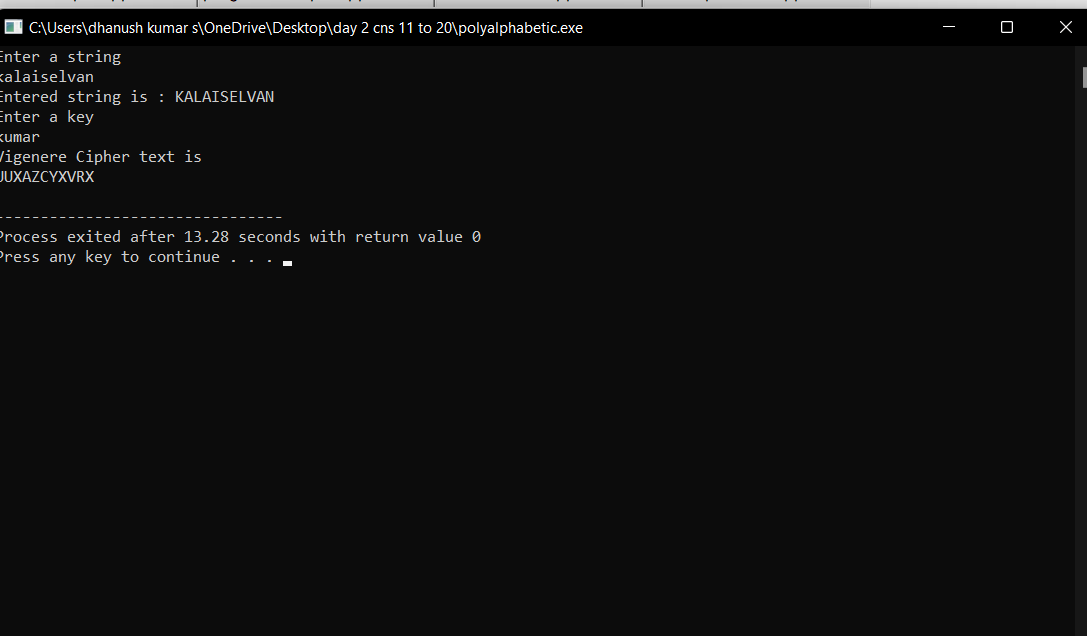 C:\Users\dhanush kumar s\OneDrive\Desktop\day 2 cns 11 to 20\polyalphabetic.exe
Enter a string
kalaiselvan
Entered string is : KALAISELVAN
Enter a key
kumar
Vigenere Cipher text is
UUXAZCYXVRX
--------------------------------
Process exited after 13.28 seconds with return value 0
Press any key to continue . . .